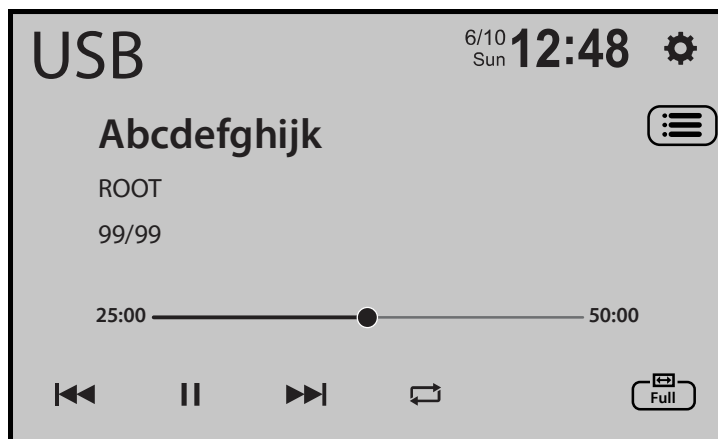 USB
6/10
Sun
12:48
Abcdefghijk
ROOT
99/99
25:00
50:00
Full